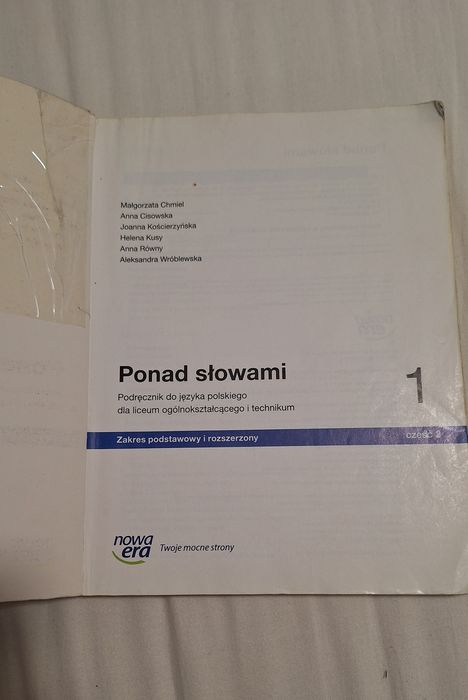 Małgorzata Chmiel
Anna Cisowska
Joanna Kościerzyńska
Helena Kusy
Anna Równy
Aleksandra Wróblewska
Ponad słowami
1
Podręcznik do języka polskiego
dla liceum ogólnokształcącego i technikum
Zakres podstawowy i rozszerzony
część 2
nowa
era
Twoje mocne strony